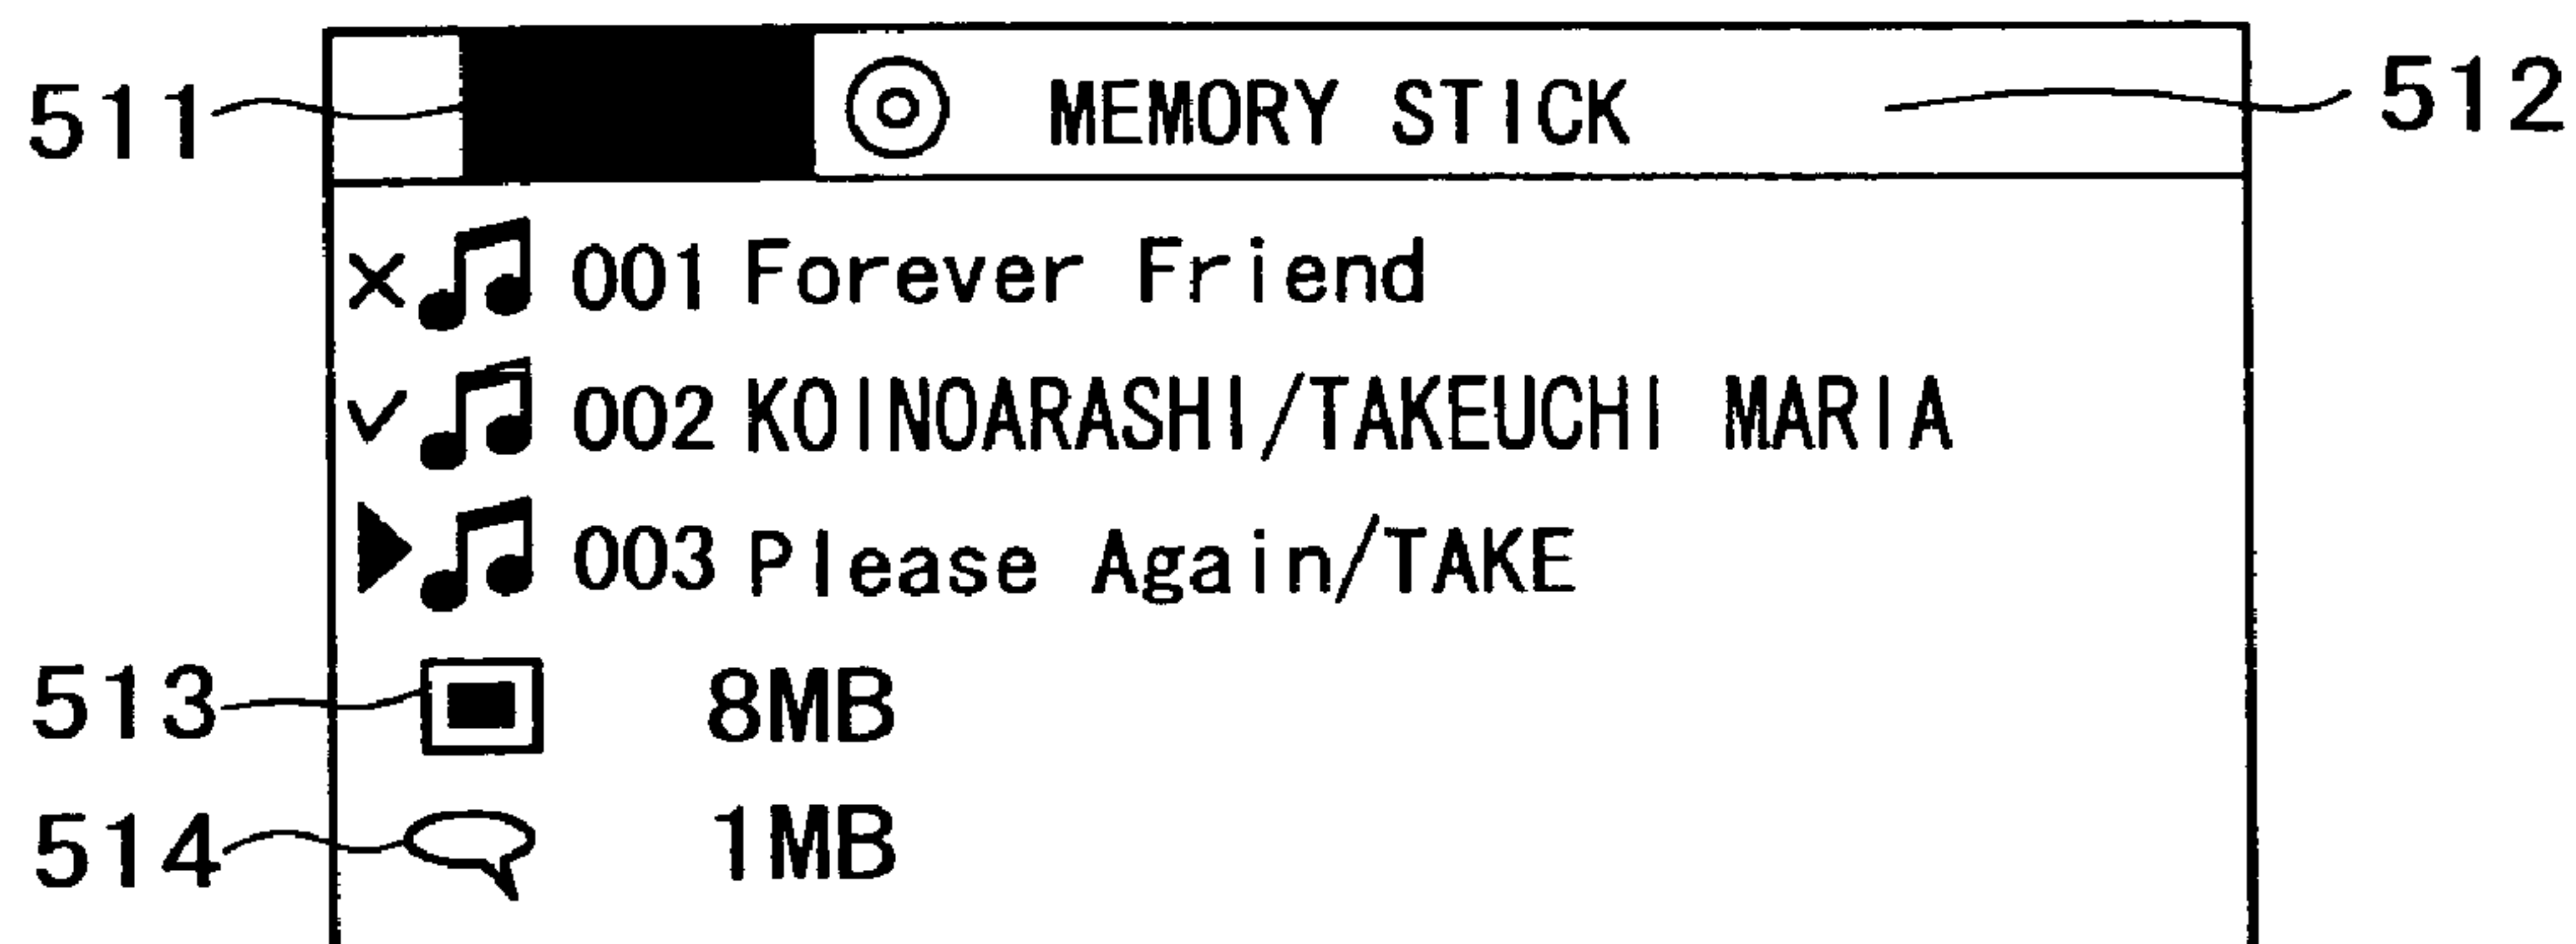 511 MEMORY STICK 512
× 001 Forever Friend
✓ 002 KOINOARASHI/TAKEUCHI MARIA
▶ 003 Please Again/TAKE
513 8MB
514 1MB